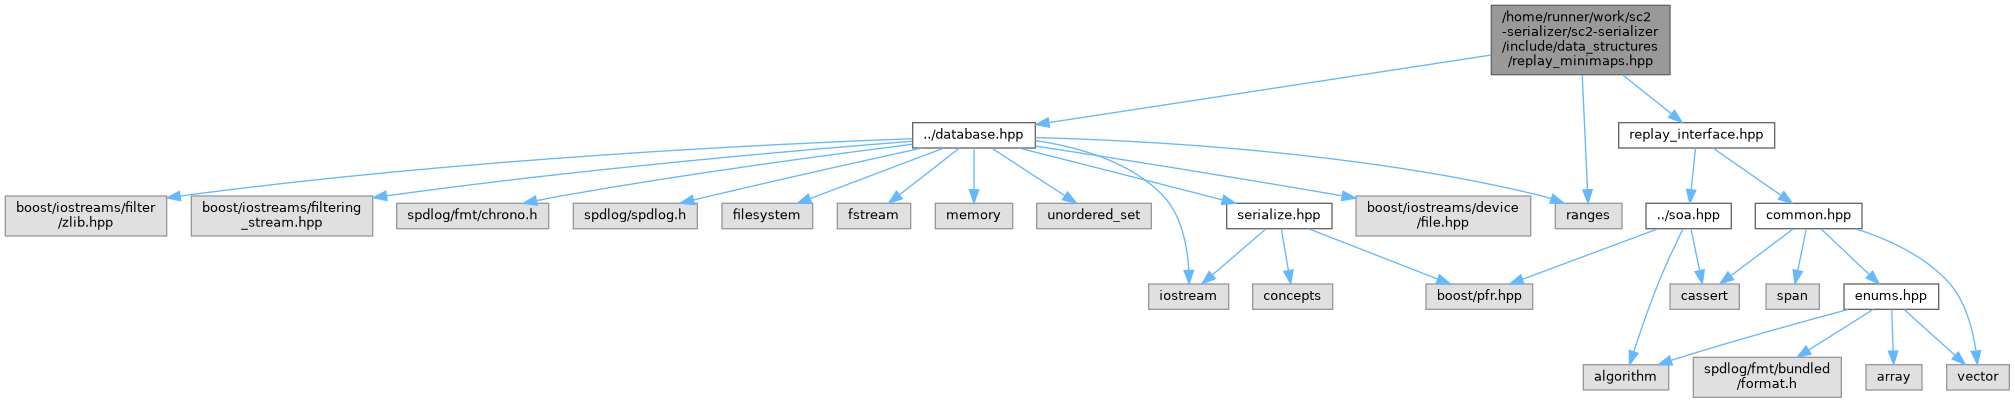 /home/runner/work/sc2
-serializer/sc2-serializer
/include/data_structures
/replay_minimaps.hpp
../database.hpp
replay_interface.hpp
boost/iostreams/filter
/zlib.hpp
boost/iostreams/filtering
_stream.hpp
spdlog/fmt/chrono.h
spdlog/spdlog.h
filesystem
fstream
memory
unordered_set
serialize.hpp
boost/iostreams/device
/file.hpp
ranges
../soa.hpp
common.hpp
iostream
concepts
boost/pfr.hpp
cassert
span
enums.hpp
algorithm
spdlog/fmt/bundled
/format.h
array
vector